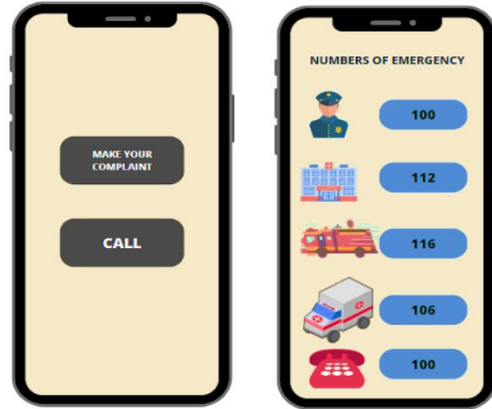 MAKE YOUR
COMPLAINT
CALL
NUMBERS OF EMERGENCY
100
112
116
106
100